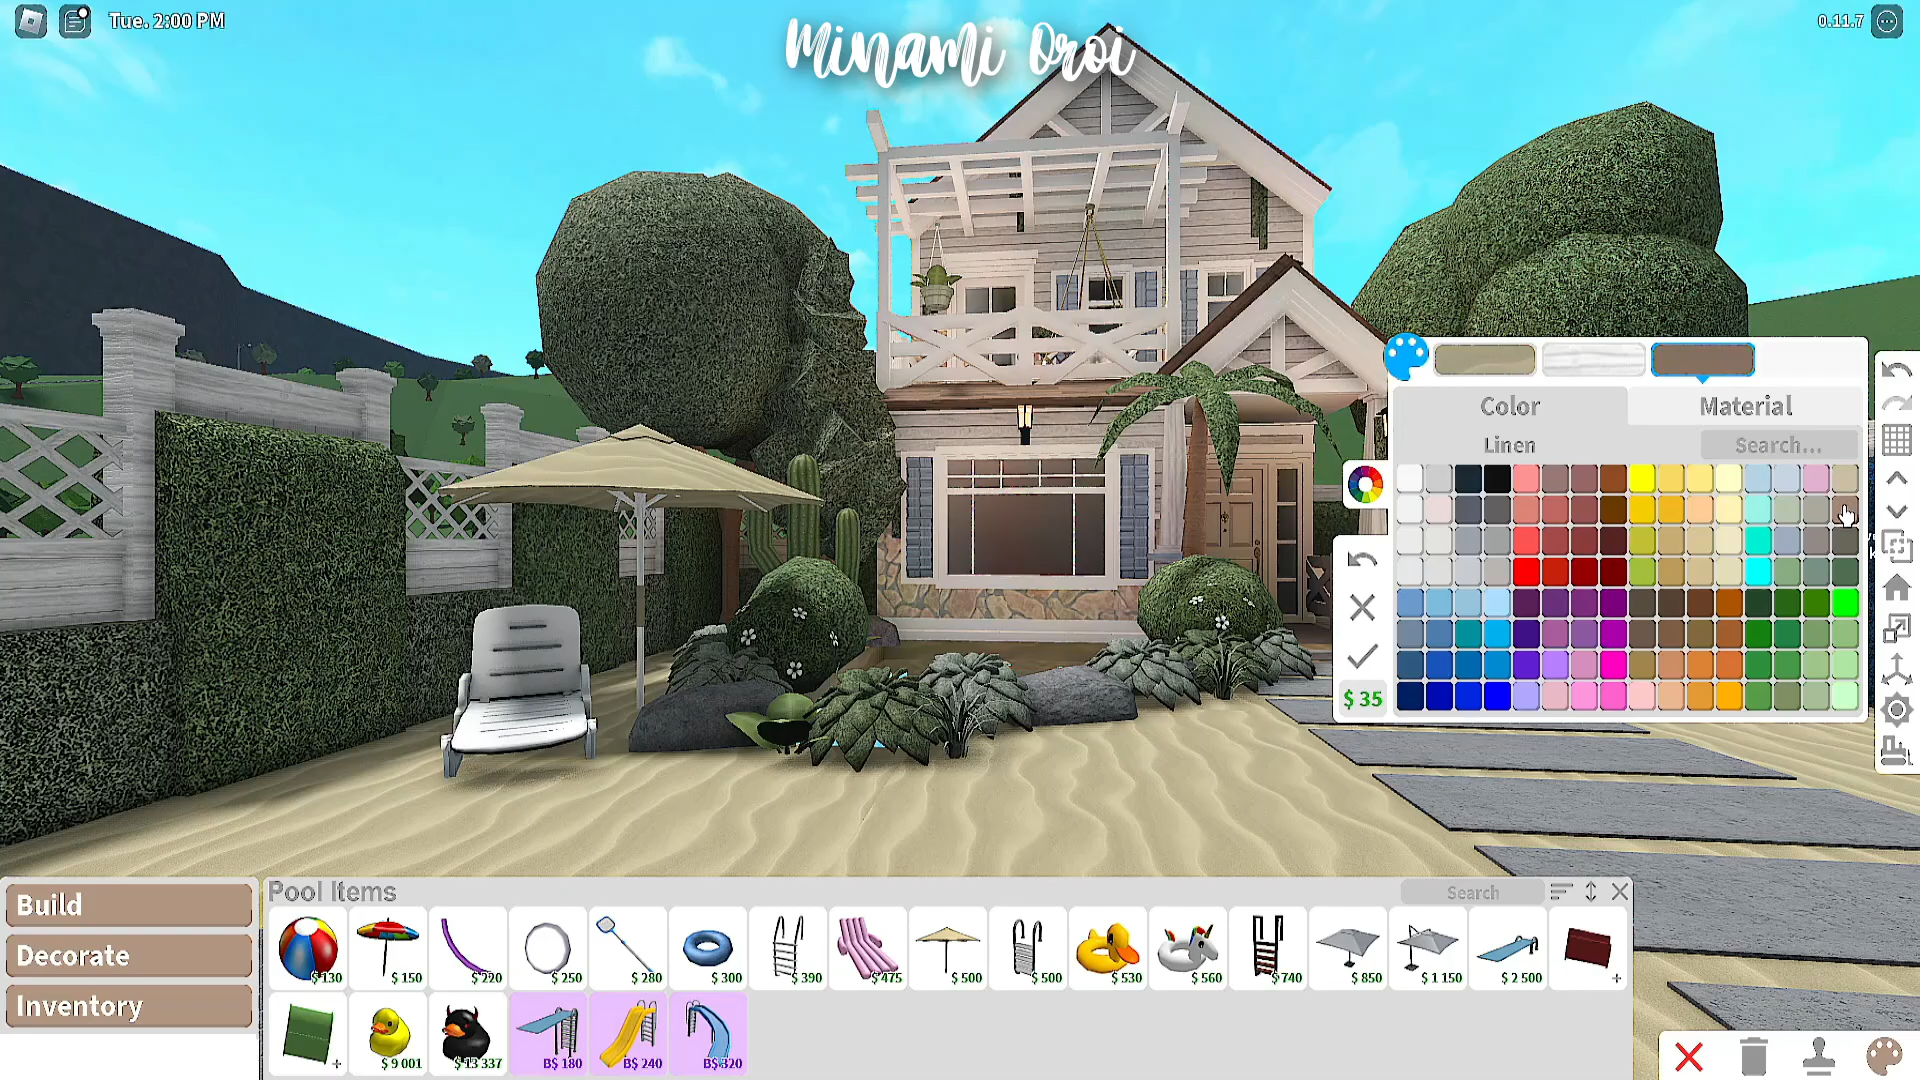 Tue. 2:00 PM
Minami Oroi
0.11.7
Color
Material
Linen
Search...
$ 35
Build
Decorate
Inventory
Pool Items
Search
$ 130
$ 150
$ 220
$ 250
$ 280
$ 300
$ 390
$ 475
$ 500
$ 500
$ 530
$ 560
$ 740
$ 850
$ 1 150
$ 2 500
+
+
$ 9 001
$ 13 337
B$ 180
B$ 240
B$ 320